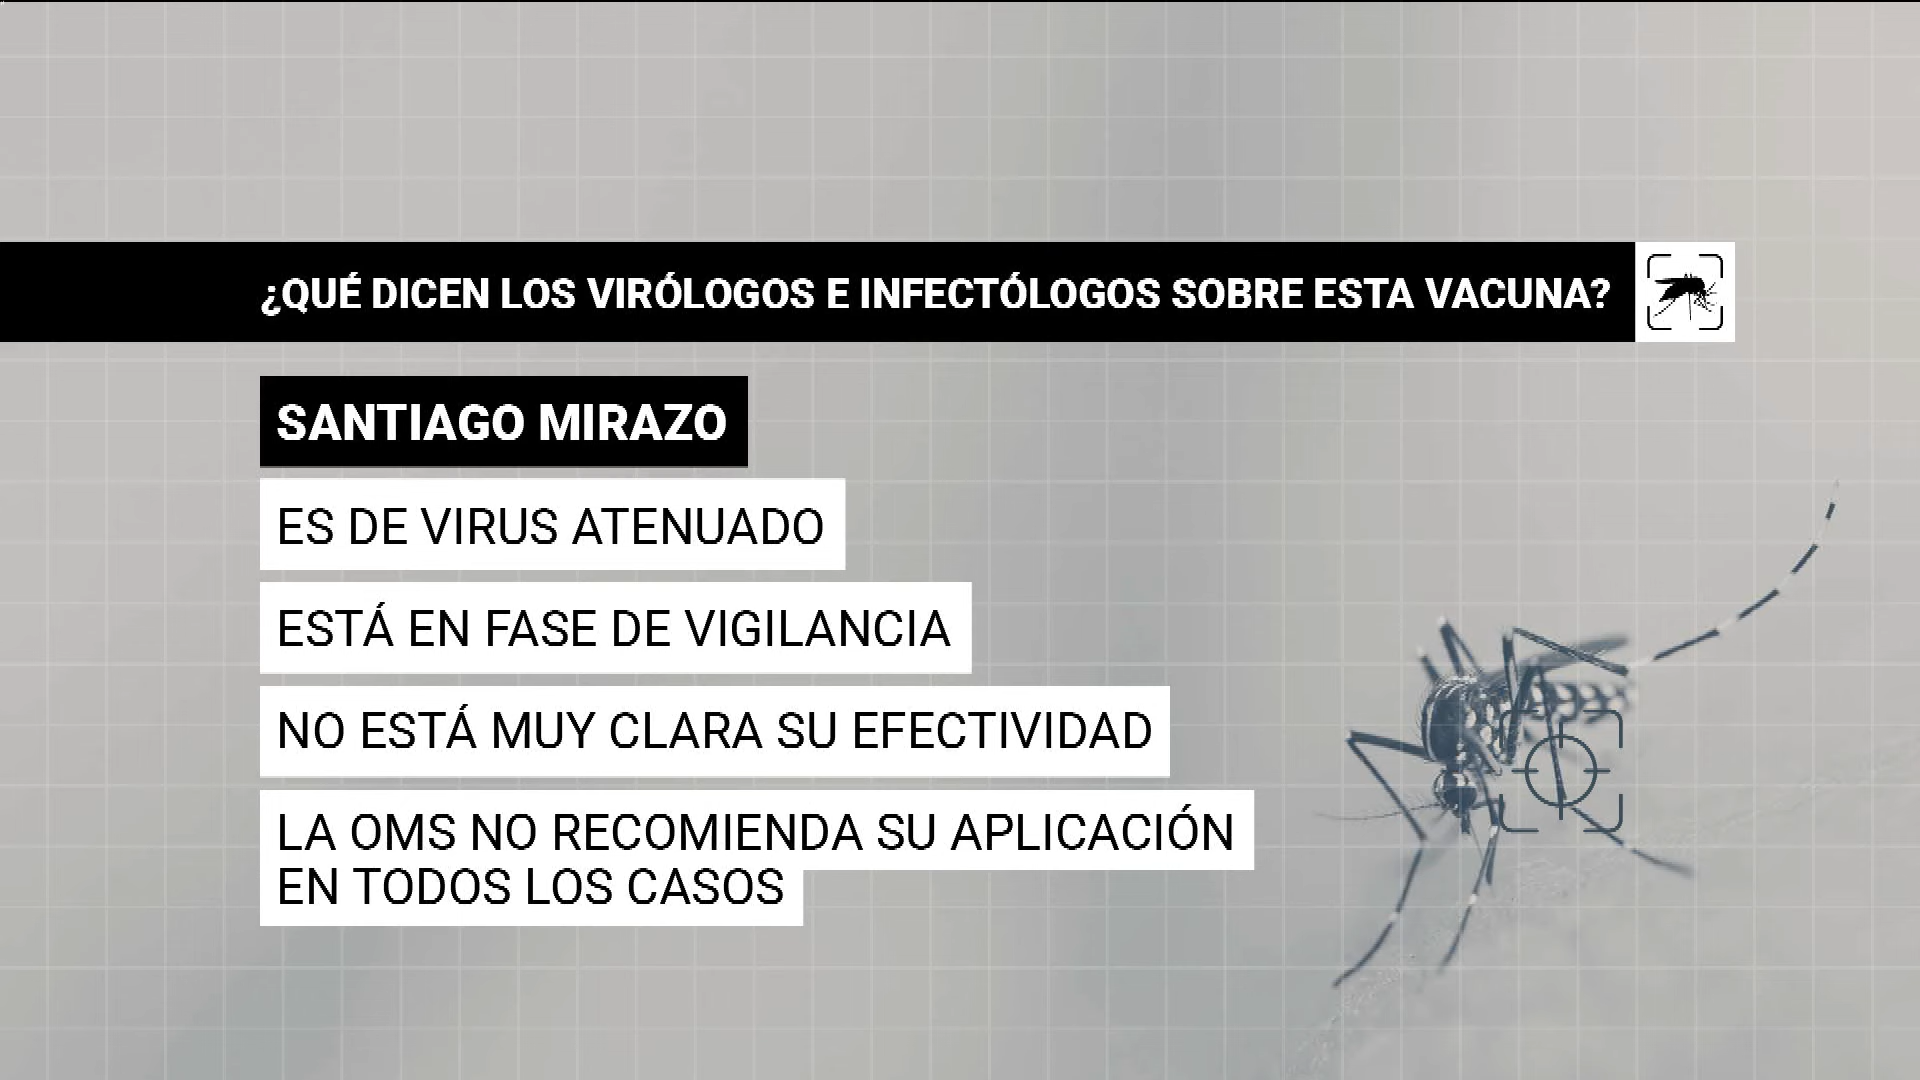 ¿QUÉ DICEN LOS VIRÓLOGOS E INFECTÓLOGOS SOBRE ESTA VACUNA?
SANTIAGO MIRAZO
ES DE VIRUS ATENUADO
ESTÁ EN FASE DE VIGILANCIA
NO ESTÁ MUY CLARA SU EFECTIVIDAD
LA OMS NO RECOMIENDA SU APLICACIÓN
EN TODOS LOS CASOS